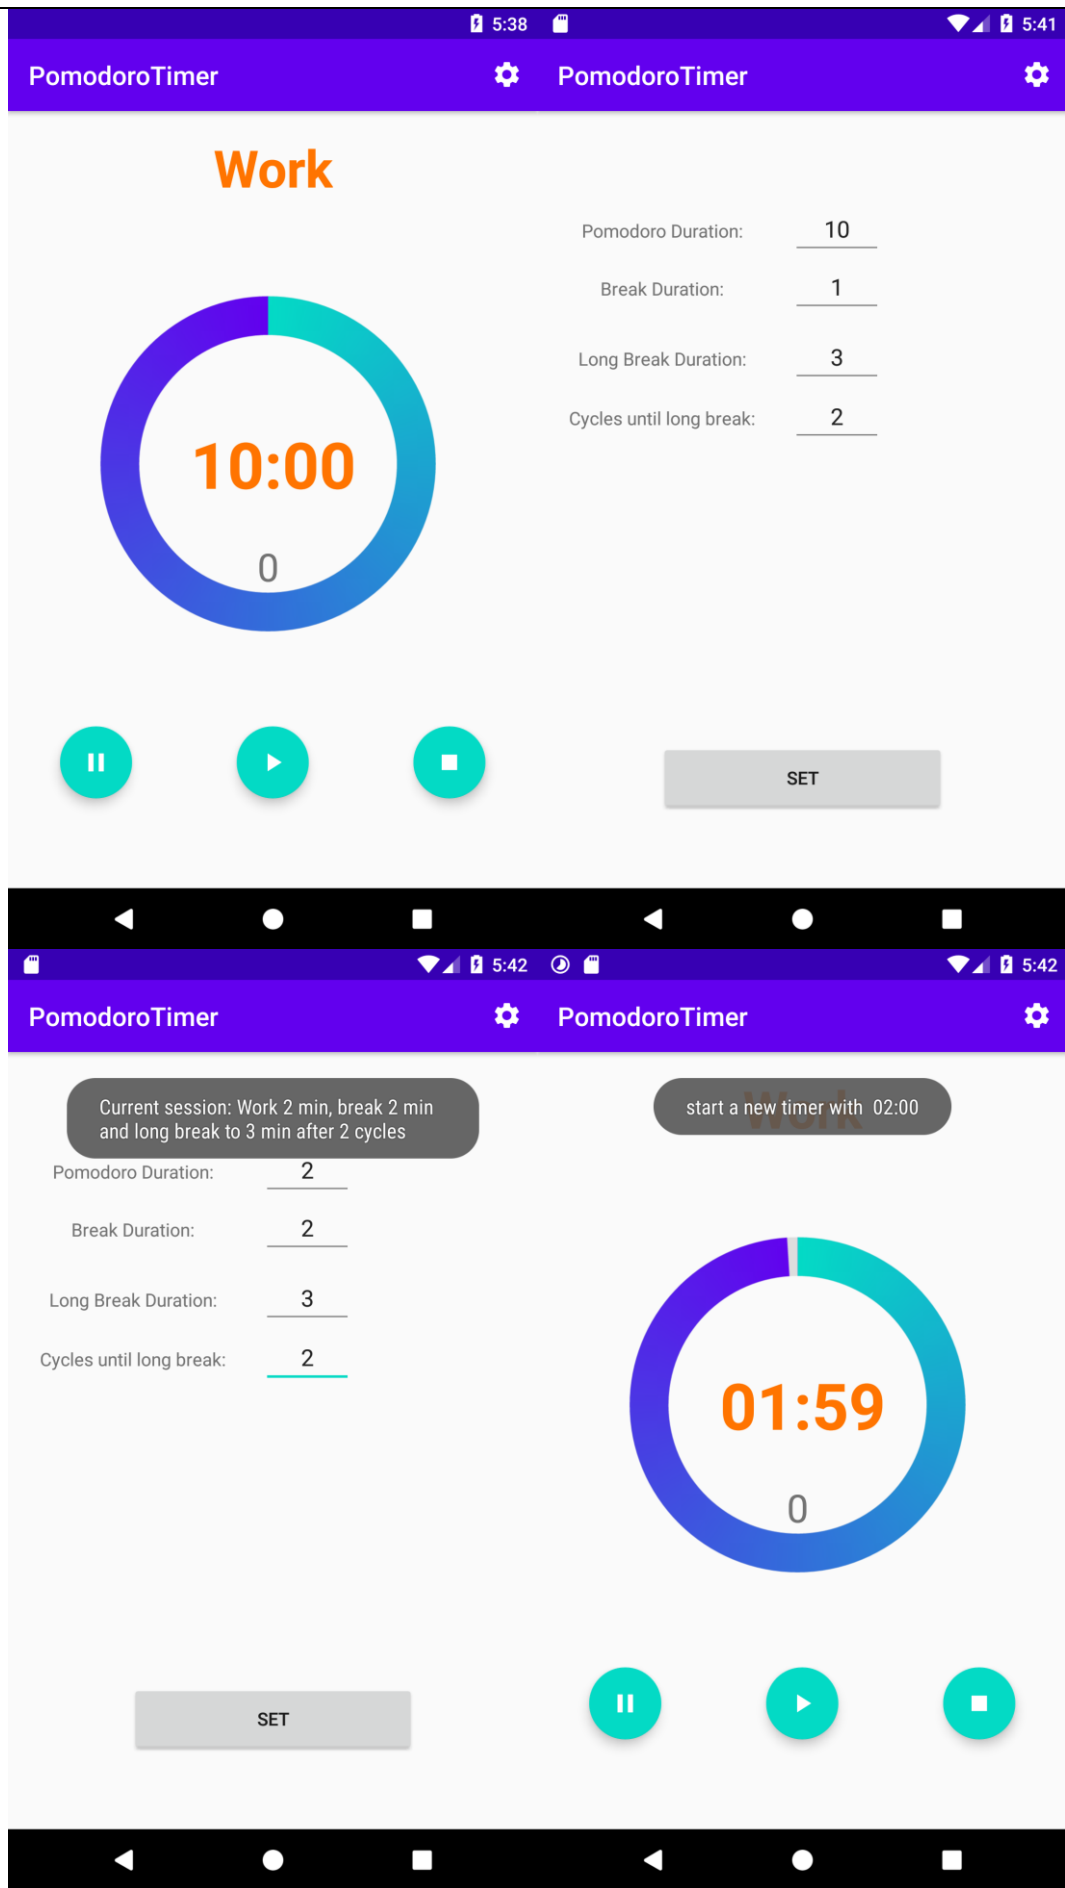 5:38
PomodoroTimer
Work
10:00
0
5:41
PomodoroTimer
Pomodoro Duration: 10
Break Duration: 1
Long Break Duration: 3
Cycles until long break: 2
SET
5:42
PomodoroTimer
Current session: Work 2 min, break 2 min
and long break to 3 min after 2 cycles
Pomodoro Duration: 2
Break Duration: 2
Long Break Duration: 3
Cycles until long break: 2
SET
5:42
PomodoroTimer
Work
start a new timer with 02:00
01:59
0